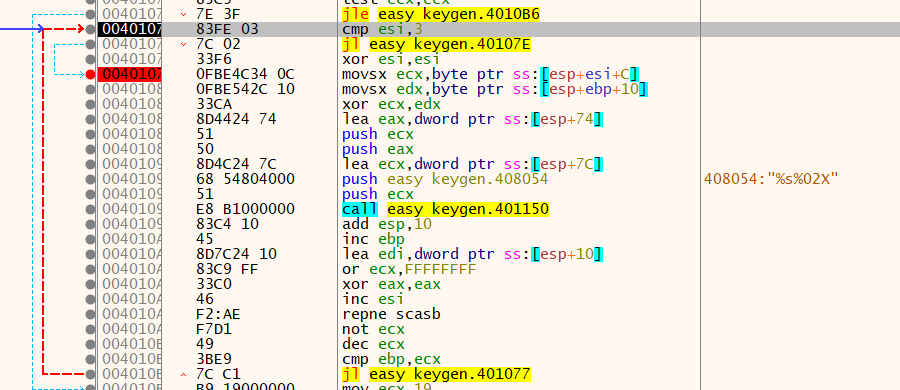 85C9 test ecx,ecx
7E 3F jle easy keygen.4010B6
0040107 83FE 03 cmp esi,3
0040107 7C 02 jl easy keygen.40107E
0040107 33F6 xor esi,esi
0040107 0FBE4C34 0C movsx ecx,byte ptr ss:[esp+esi+C]
0040108 0FBE542C 10 movsx edx,byte ptr ss:[esp+ebp+10]
0040108 33CA xor ecx,edx
0040108 8D4424 74 lea eax,dword ptr ss:[esp+74]
0040108 51 push ecx
0040108 50 push eax
0040109 8D4C24 7C lea ecx,dword ptr ss:[esp+7C]
0040109 68 54804000 push easy keygen.408054 408054:"%s%02X"
0040109 51 push ecx
0040109 E8 B1000000 call easy keygen.401150
0040109 83C4 10 add esp,10
004010A 45 inc ebp
004010A 8D7C24 10 lea edi,dword ptr ss:[esp+10]
004010A 83C9 FF or ecx,FFFFFFFF
004010A 33C0 xor eax,eax
004010A 46 inc esi
004010A F2:AE repne scasb
004010A F7D1 not ecx
004010B 49 dec ecx
004010B 3BE9 cmp ebp,ecx
004010B 7C C1 jl easy keygen.401077
004010B B9 19000000 mov ecx,19